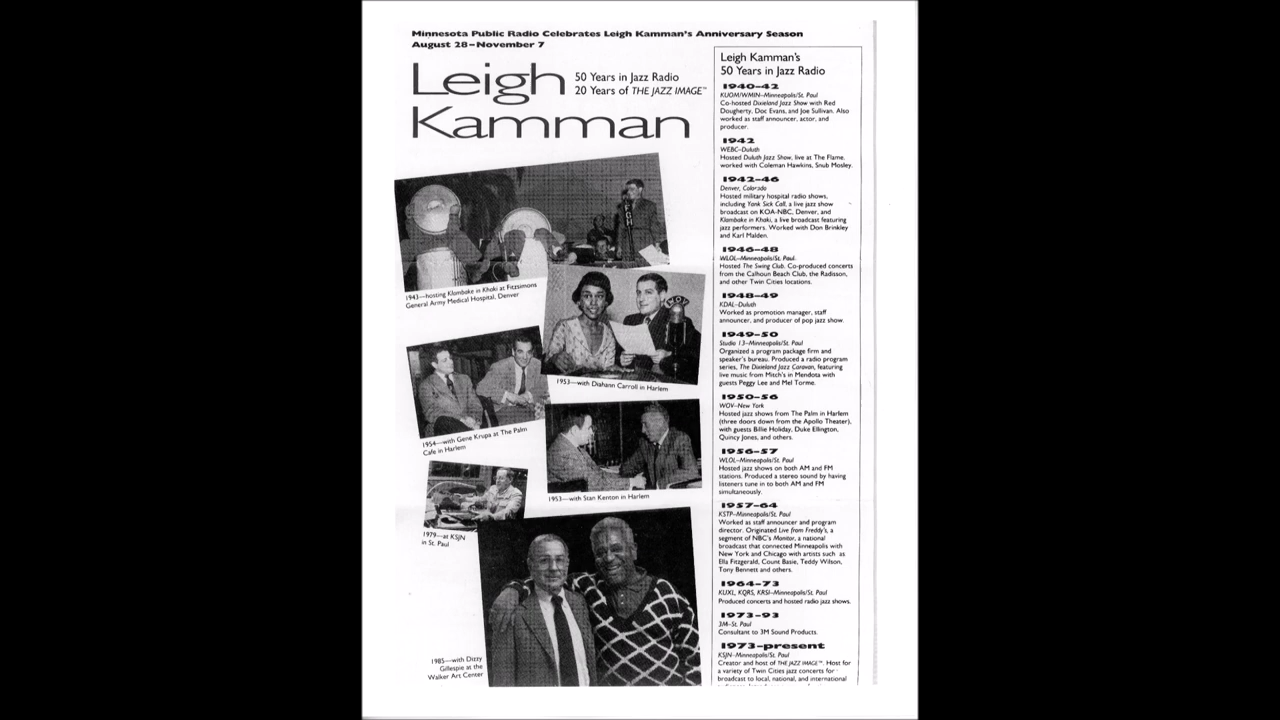 Minnesota Public Radio Celebrates Leigh Kamman's Anniversary Season
August 28–November 7
Leigh
Kamman
50 Years in Jazz Radio
20 Years of THE JAZZ IMAGE™
1943—hosting Klambake in Khaki at Fitzsimons
General Army Medical Hospital, Denver
WOV
1953—with Diahann Carroll in Harlem
1954—with Gene Krupa at The Palm
Cafe in Harlem
1953—with Stan Kenton in Harlem
1979—at KSJN
in St. Paul
1985—with Dizzy
Gillespie at the
Walker Art Center
Leigh Kamman's
50 Years in Jazz Radio
1940–42
KUOM/WMIN–Minneapolis/St. Paul
Co-hosted Dixieland Jazz Show with Red
Dougherty, Doc Evans, and Joe Sullivan. Also
worked as staff announcer, actor, and
producer.
1942
WEBC–Duluth
Hosted Duluth Jazz Show, live at The Flame,
worked with Coleman Hawkins, Snub Mosley.
1942–46
Denver, Colorado
Hosted military hospital radio shows,
including Yank Sick Call, a live jazz show
broadcast on KOA-NBC, Denver, and
Klambake in Khaki, a live broadcast featuring
jazz performers. Worked with Don Brinkley
and Karl Malden.
1946–48
WLOL–Minneapolis/St. Paul
Hosted The Swing Club. Co-produced concerts
from the Calhoun Beach Club, the Radisson,
and other Twin Cities locations.
1948–49
KDAL–Duluth
Worked as promotion manager, staff
announcer, and producer of pop jazz show.
1949–50
Studio 13–Minneapolis/St. Paul
Organized a program package firm and
speaker's bureau. Produced a radio program
series, The Dixieland Jazz Caravan, featuring
live music from Mitch's in Mendota with
guests Peggy Lee and Mel Torme.
1950–56
WOV–New York
Hosted jazz shows from The Palm in Harlem
(three doors down from the Apollo Theater),
with guests Billie Holiday, Duke Ellington,
Quincy Jones, and others.
1956–57
WLOL–Minneapolis/St. Paul
Hosted jazz shows on both AM and FM
stations. Produced a stereo sound by having
listeners tune in to both AM and FM
simultaneously.
1957–64
KSTP–Minneapolis/St. Paul
Worked as staff announcer and program
director. Originated Live from Freddy's, a
segment of NBC's Monitor, a national
broadcast that connected Minneapolis with
New York and Chicago with artists such as
Ella Fitzgerald, Count Basie, Teddy Wilson,
Tony Bennett and others.
1964–73
KUXL, KQRS, KRSI–Minneapolis/St. Paul
Produced concerts and hosted radio jazz shows.
1973–93
3M–St. Paul
Consultant to 3M Sound Products.
1973–present
KSJN–Minneapolis/St. Paul
Creator and host of THE JAZZ IMAGE™. Host for
a variety of Twin Cities jazz concerts for
broadcast to local, national, and international